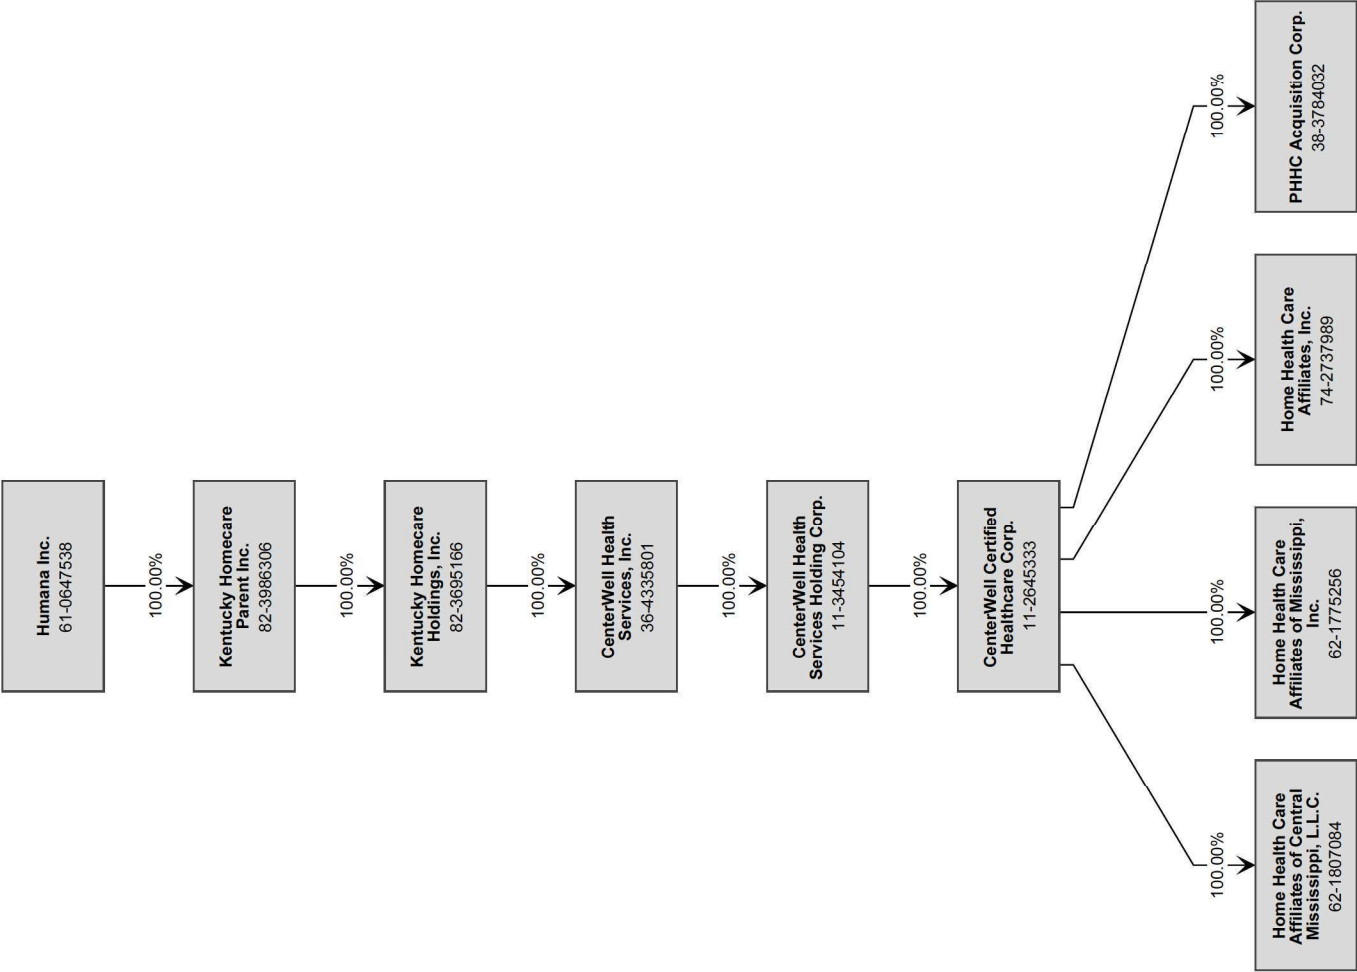 Humana Inc.
61-0647538
100.00%
Kentucky Homecare
Parent Inc.
82-3986306
100.00%
Kentucky Homecare
Holdings, Inc.
82-3695166
100.00%
CenterWell Health
Services, Inc.
36-4335801
100.00%
CenterWell Health
Services Holding Corp.
11-3454104
100.00%
CenterWell Certified
Healthcare Corp.
11-2645333
100.00%
100.00%
100.00%
100.00%
Home Health Care
Affiliates of Central
Mississippi, L.L.C.
62-1807084
Home Health Care
Affiliates of Mississippi,
Inc.
62-1775256
Home Health Care
Affiliates, Inc.
74-2737989
PHHC Acquisition Corp.
38-3784032